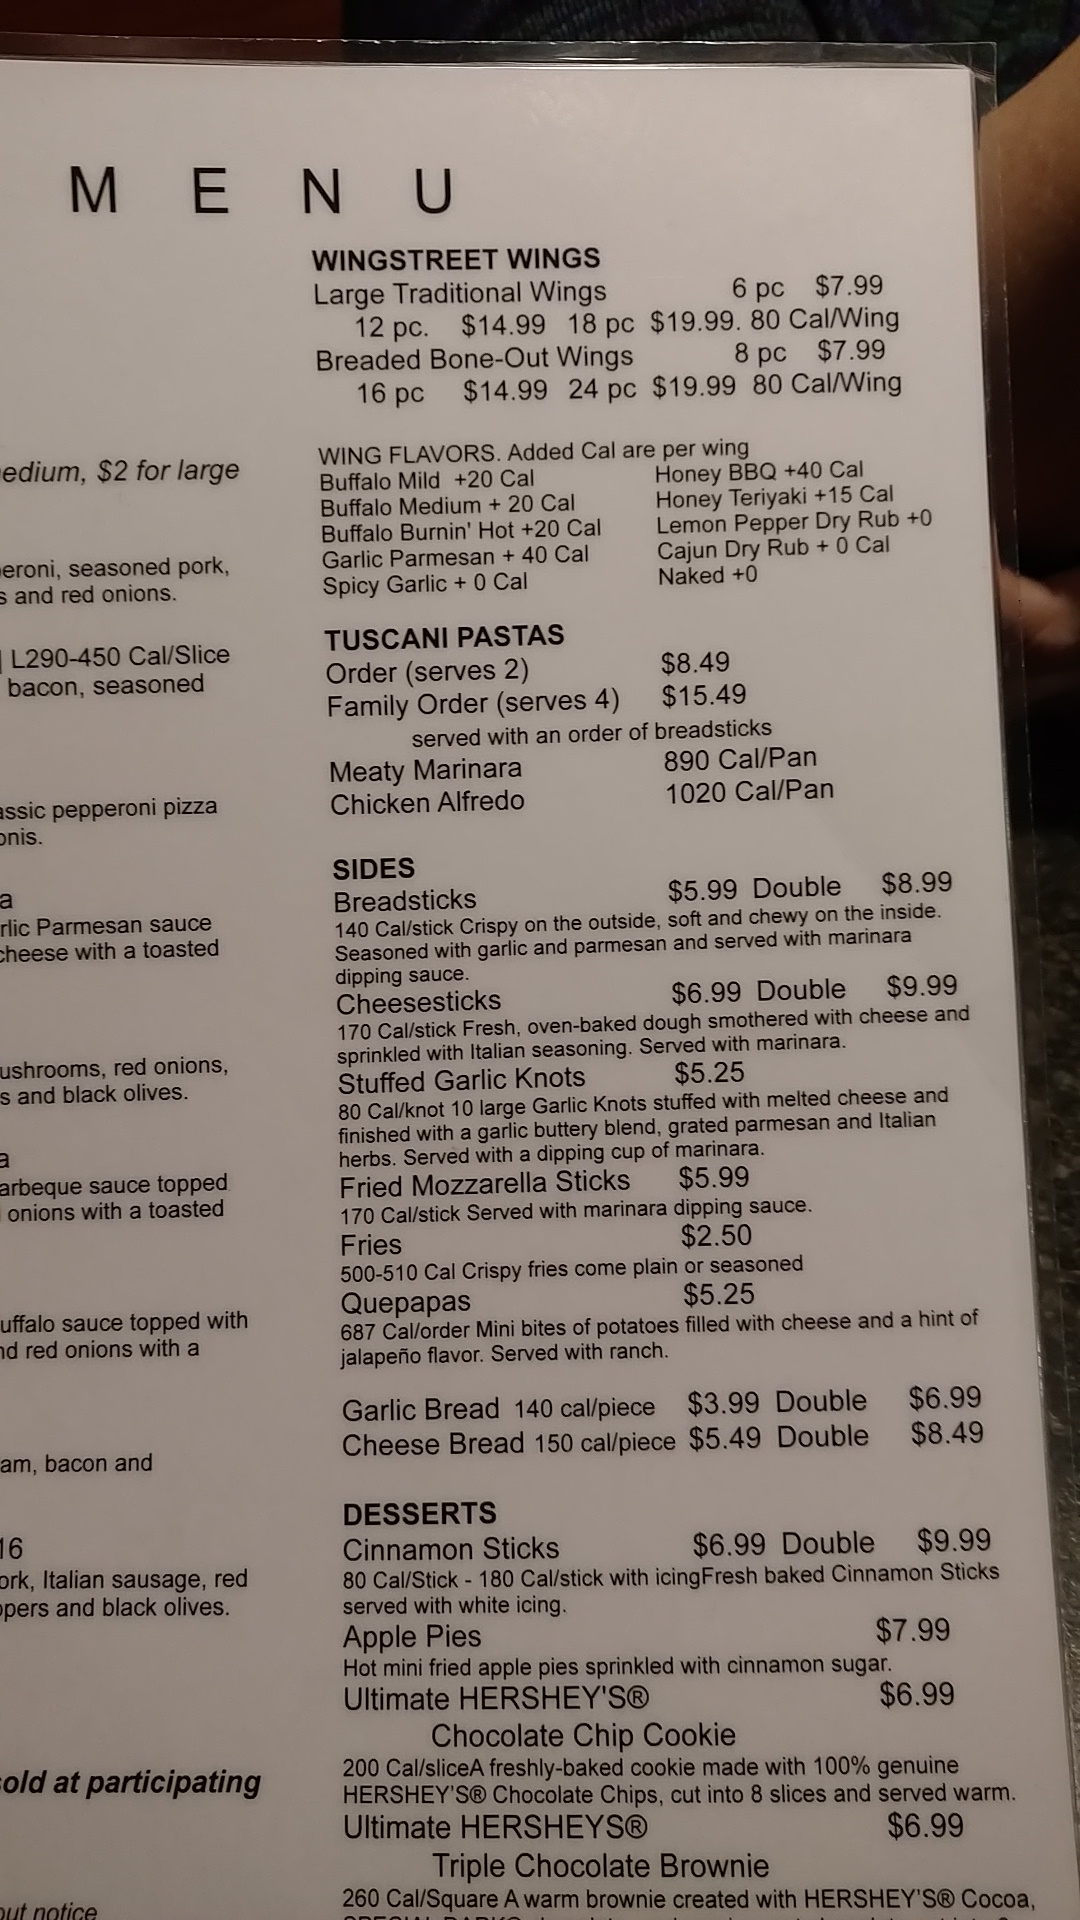 M E N U
edium, $2 for large
eroni, seasoned pork,
s and red onions.
L290-450 Cal/Slice
bacon, seasoned
assic pepperoni pizza
onis.
a
rlic Parmesan sauce
cheese with a toasted
ushrooms, red onions,
s and black olives.
a
arbeque sauce topped
onions with a toasted
uffalo sauce topped with
nd red onions with a
am, bacon and
16
ork, Italian sausage, red
ppers and black olives.
sold at participating
out notice
WINGSTREET WINGS
Large Traditional Wings 6 pc $7.99
12 pc. $14.99 18 pc $19.99. 80 Cal/Wing
Breaded Bone-Out Wings 8 pc $7.99
16 pc $14.99 24 pc $19.99 80 Cal/Wing
WING FLAVORS. Added Cal are per wing
Buffalo Mild +20 Cal Honey BBQ +40 Cal
Buffalo Medium + 20 Cal Honey Teriyaki +15 Cal
Buffalo Burnin' Hot +20 Cal Lemon Pepper Dry Rub +0
Garlic Parmesan + 40 Cal Cajun Dry Rub + 0 Cal
Spicy Garlic + 0 Cal Naked +0
TUSCANI PASTAS
Order (serves 2) $8.49
Family Order (serves 4) $15.49
served with an order of breadsticks
Meaty Marinara 890 Cal/Pan
Chicken Alfredo 1020 Cal/Pan
SIDES
Breadsticks $5.99 Double $8.99
140 Cal/stick Crispy on the outside, soft and chewy on the inside.
Seasoned with garlic and parmesan and served with marinara
dipping sauce.
Cheesesticks $6.99 Double $9.99
170 Cal/stick Fresh, oven-baked dough smothered with cheese and
sprinkled with Italian seasoning. Served with marinara.
Stuffed Garlic Knots $5.25
80 Cal/knot 10 large Garlic Knots stuffed with melted cheese and
finished with a garlic buttery blend, grated parmesan and Italian
herbs. Served with a dipping cup of marinara.
Fried Mozzarella Sticks $5.99
170 Cal/stick Served with marinara dipping sauce.
Fries $2.50
500-510 Cal Crispy fries come plain or seasoned
Quepapas $5.25
687 Cal/order Mini bites of potatoes filled with cheese and a hint of
jalapeño flavor. Served with ranch.
Garlic Bread 140 cal/piece $3.99 Double $6.99
Cheese Bread 150 cal/piece $5.49 Double $8.49
DESSERTS
Cinnamon Sticks $6.99 Double $9.99
80 Cal/Stick - 180 Cal/stick with icingFresh baked Cinnamon Sticks
served with white icing.
Apple Pies $7.99
Hot mini fried apple pies sprinkled with cinnamon sugar.
Ultimate HERSHEY'S® $6.99
Chocolate Chip Cookie
200 Cal/sliceA freshly-baked cookie made with 100% genuine
HERSHEY'S® Chocolate Chips, cut into 8 slices and served warm.
Ultimate HERSHEYS® $6.99
Triple Chocolate Brownie
260 Cal/Square A warm brownie created with HERSHEY'S® Cocoa,